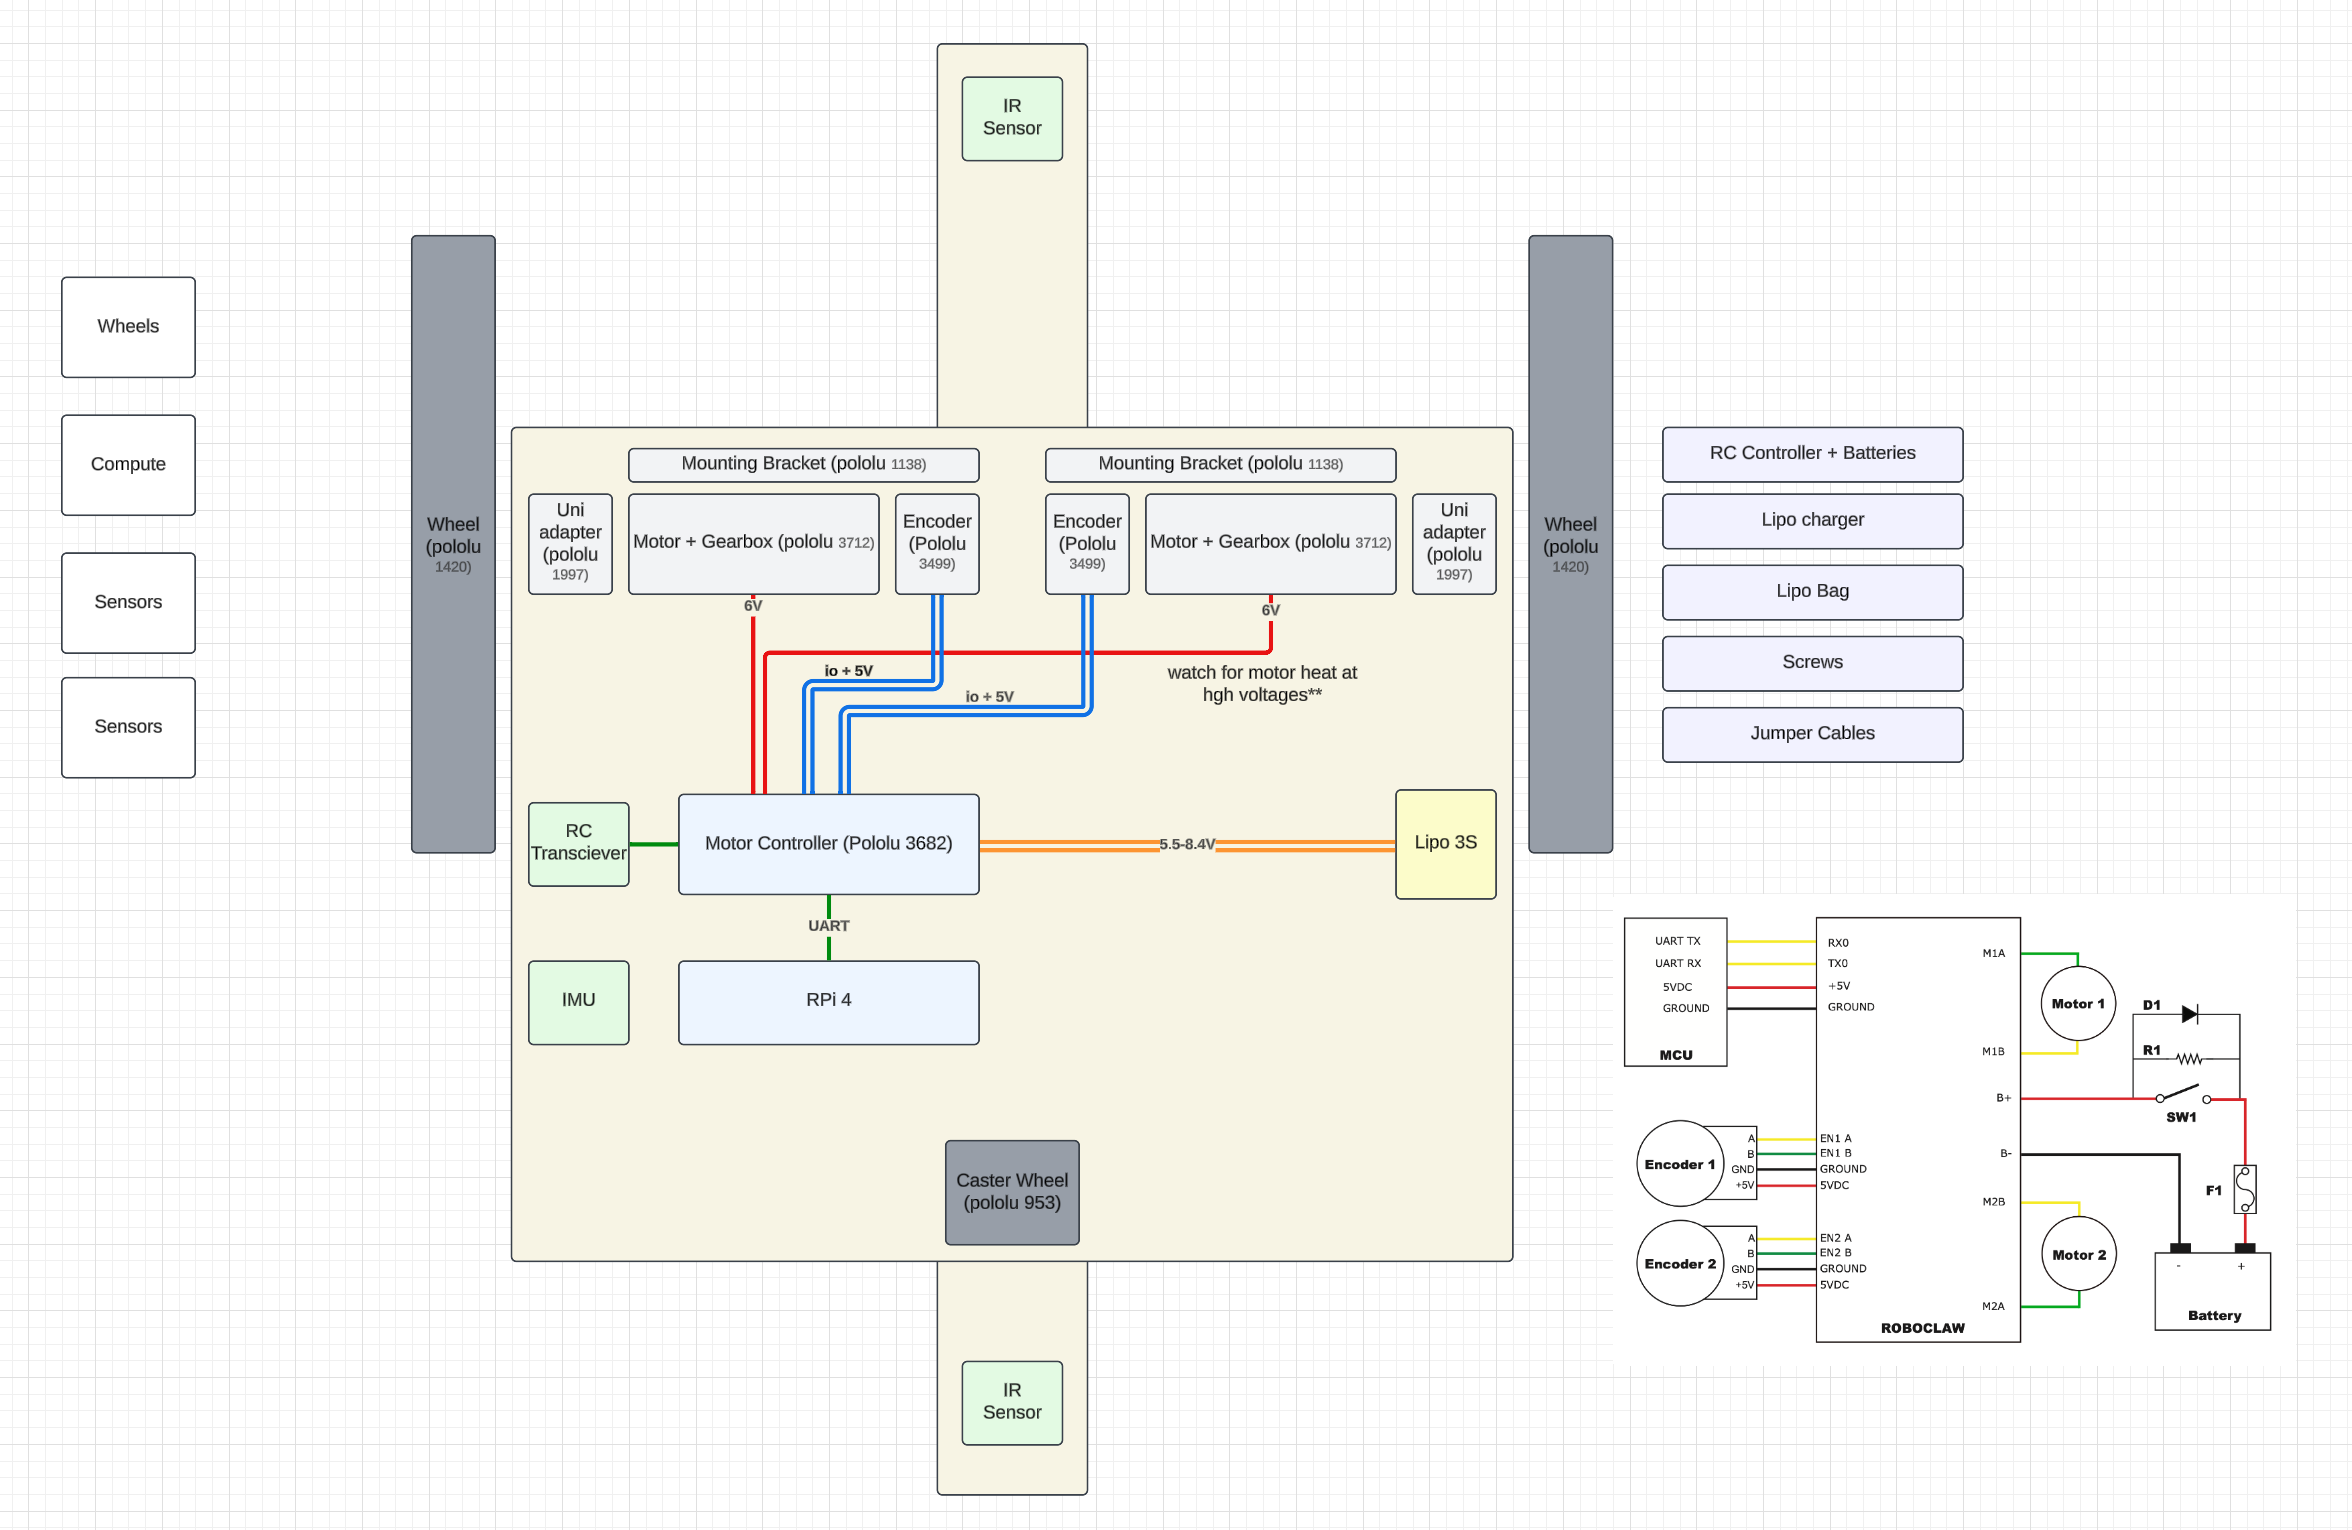 IR
Sensor
Wheels
Compute
Sensors
Sensors
Wheel
(pololu
1420)
Mounting Bracket (pololu 1138)
Mounting Bracket (pololu 1138)
Uni
adapter
(pololu
1997)
Motor + Gearbox (pololu 3712)
Encoder
(Pololu
3499)
Encoder
(Pololu
3499)
Motor + Gearbox (pololu 3712)
Uni
adapter
(pololu
1997)
Wheel
(pololu
1420)
6V
6V
io + 5V
io + 5V
watch for motor heat at
hgh voltages**
RC
Transciever
Motor Controller (Pololu 3682)
5.5-8.4V
Lipo 3S
UART
IMU
RPi 4
Caster Wheel
(pololu 953)
IR
Sensor
RC Controller + Batteries
Lipo charger
Lipo Bag
Screws
Jumper Cables
UART TX
UART RX
5VDC
GROUND
MCU
RX0
TX0
+5V
GROUND
M1A
Motor 1
M1B
D1
R1
B+
SW1
B-
M2B
F1
Encoder 1
A
B
GND
+5V
EN1 A
EN1 B
GROUND
5VDC
Encoder 2
A
B
GND
+5V
EN2 A
EN2 B
GROUND
5VDC
Motor 2
M2A
ROBOCLAW
- +
Battery